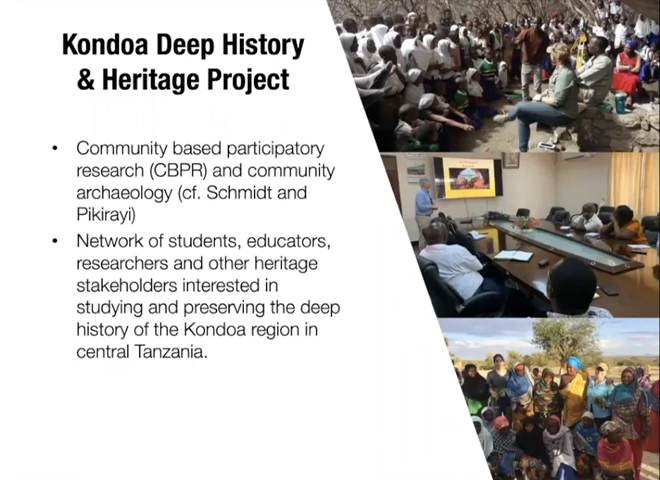 Kondoa Deep History
& Heritage Project
• Community based participatory
research (CBPR) and community
archaeology (cf. Schmidt and
Pikirayi)
• Network of students, educators,
researchers and other heritage
stakeholders interested in
studying and preserving the deep
history of the Kondoa region in
central Tanzania.